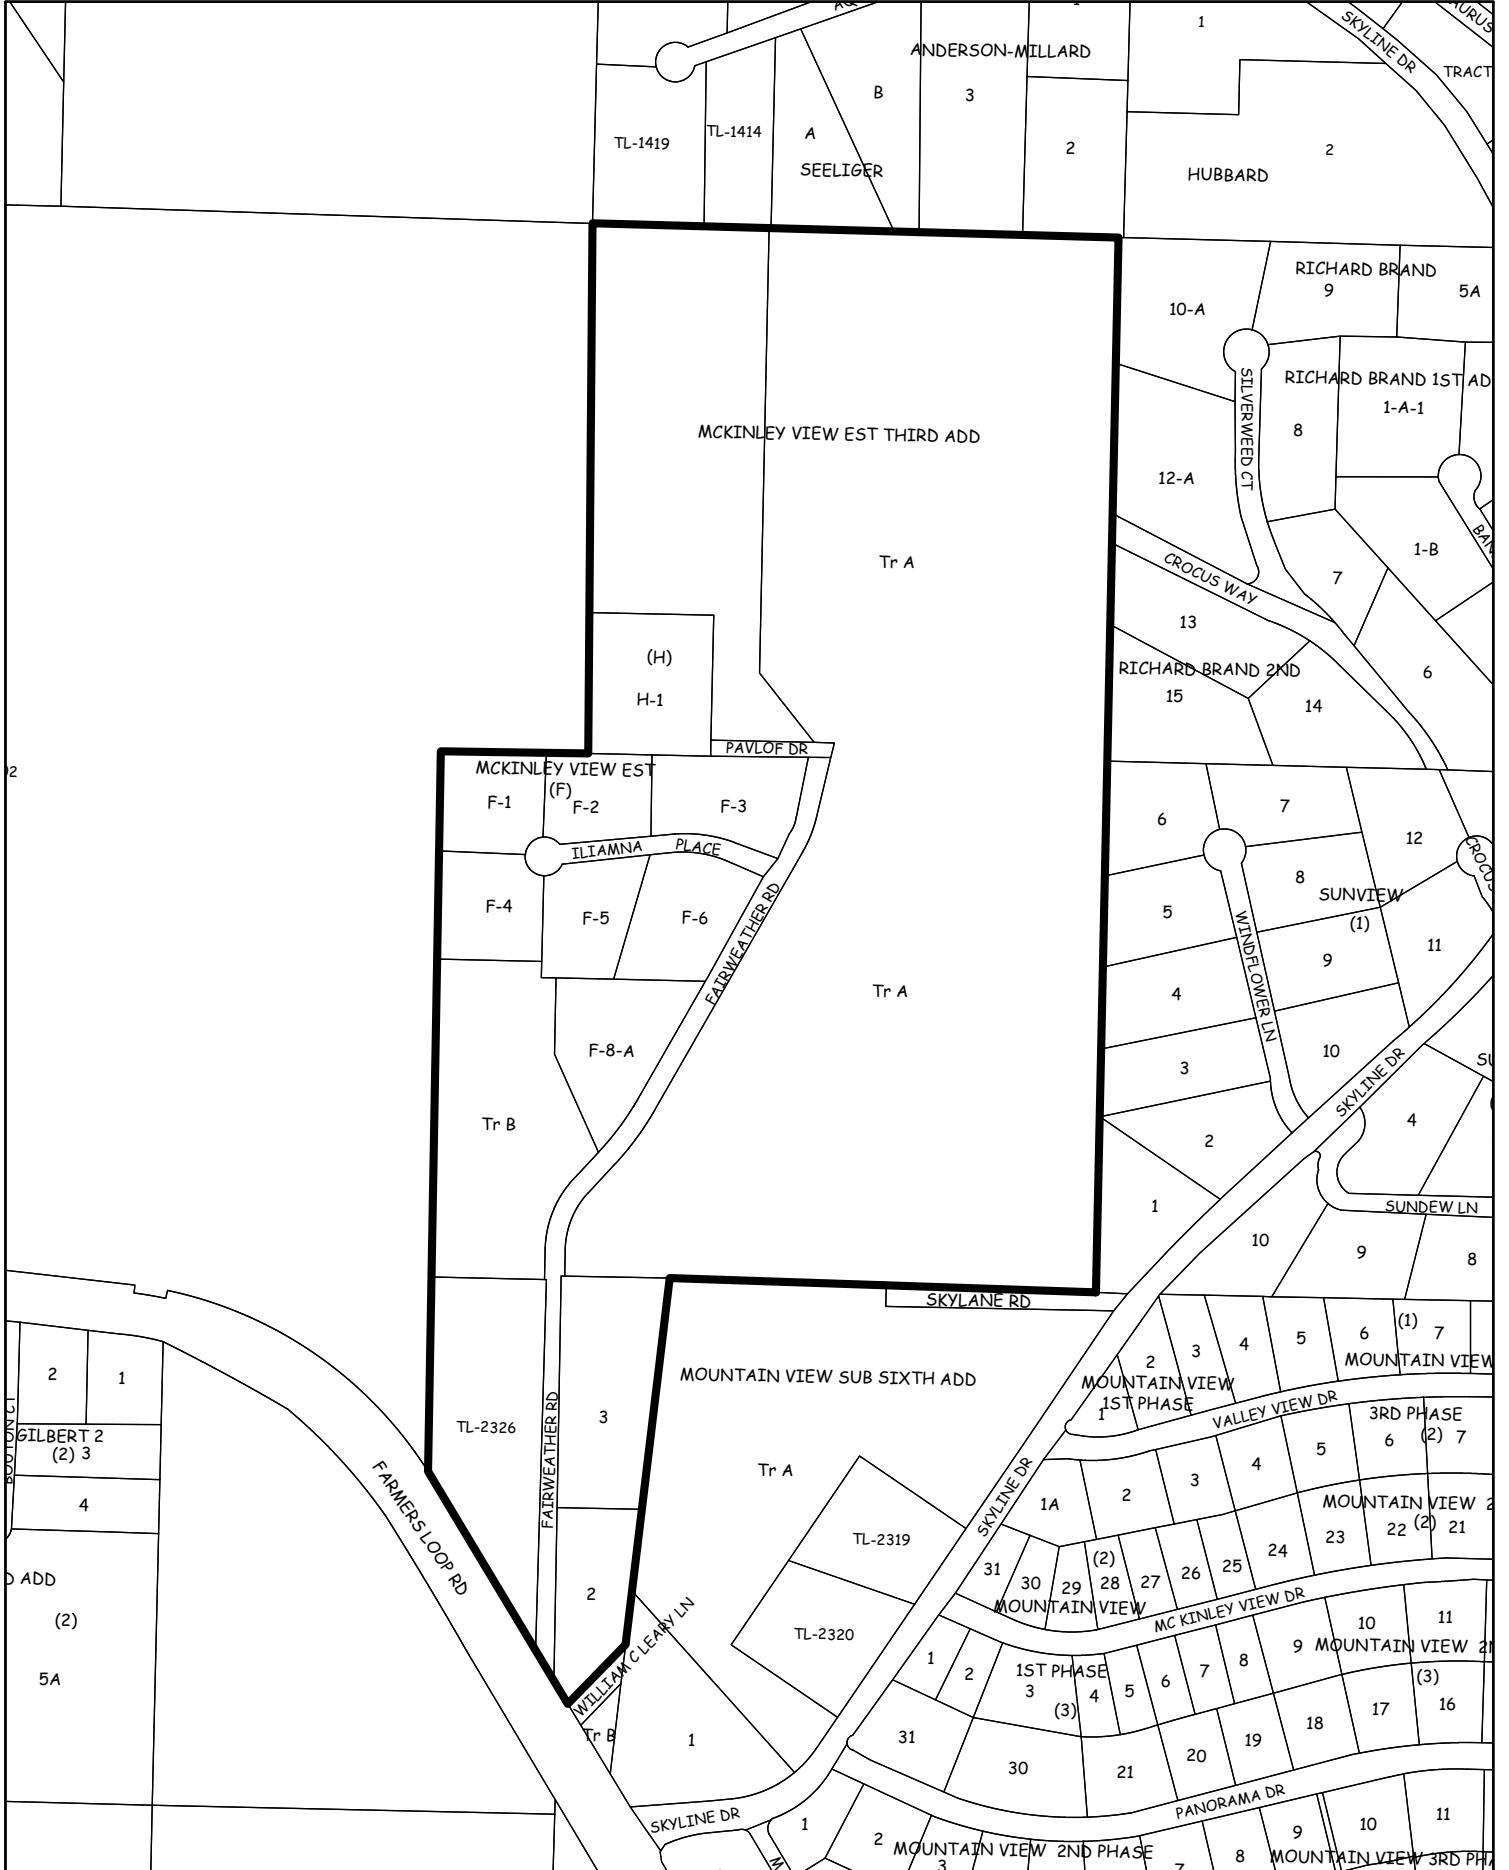 AQ
1
SKYLINE DR
AURUS
ANDERSON-MILLARD
TRACT
B
3
TL-1419
TL-1414
A
2
2
SEELIGER
HUBBARD
RICHARD BRAND
10-A
9
5A
SILVERWEED CT
RICHARD BRAND 1ST AD
1-A-1
MCKINLEY VIEW EST THIRD ADD
8
12-A
BAN
1-B
Tr A
CROCUS WAY
7
13
(H)
RICHARD BRAND 2ND
6
H-1
15
14
PAVLOF DR
MCKINLEY VIEW EST
(F)
F-1
F-2
F-3
6
7
12
ILIAMNA PLACE
CROCUS
8
SUNVIEW
(1)
F-4
F-5
F-6
5
11
FAIRWEATHER RD
WINDFLOWER LN
9
Tr A
4
F-8-A
10
3
SKYLINE DR
SU
4
Tr B
2
1
SUNDEW LN
10
9
8
SKYLANE RD
(1)
2
3
4
5
6
7
MOUNTAIN VIEW
2
1
MOUNTAIN VIEW SUB SIXTH ADD
MOUNTAIN VIEW
1ST PHASE
1
VALLEY VIEW DR
3RD PHASE
BOUTON CT
GILBERT 2
(2) 3
TL-2326
FAIRWEATHER RD
3
5
6
(2) 7
4
FARMERS LOOP RD
Tr A
SKYLINE DR
1A
2
3
4
MOUNTAIN VIEW 2
TL-2319
23
22
(2)
21
D ADD
(2)
31
30
29
(2)
28
27
26
25
24
MOUNTAIN VIEW
MC KINLEY VIEW DR
2
TL-2320
10
11
5A
WILLIAM C LEARY LN
1
2
1ST PHASE
3
(3)
4
5
6
7
8
9
MOUNTAIN VIEW 2N
(3)
Tr B
1
31
17
16
30
21
20
19
18
SKYLINE DR
PANORAMA DR
1
2
MOUNTAIN VIEW 2ND PHASE
3
7
8
9
10
11
MOUNTAIN VIEW 3RD PHA
M